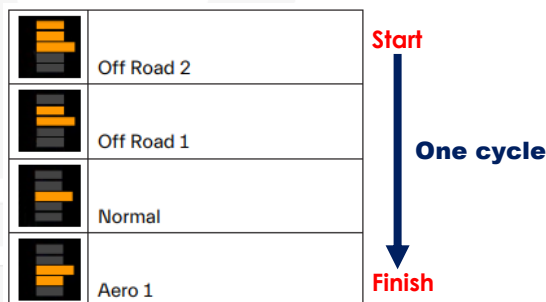 Start
Off Road 2
Off Road 1
One cycle
Normal
Aero 1
Finish